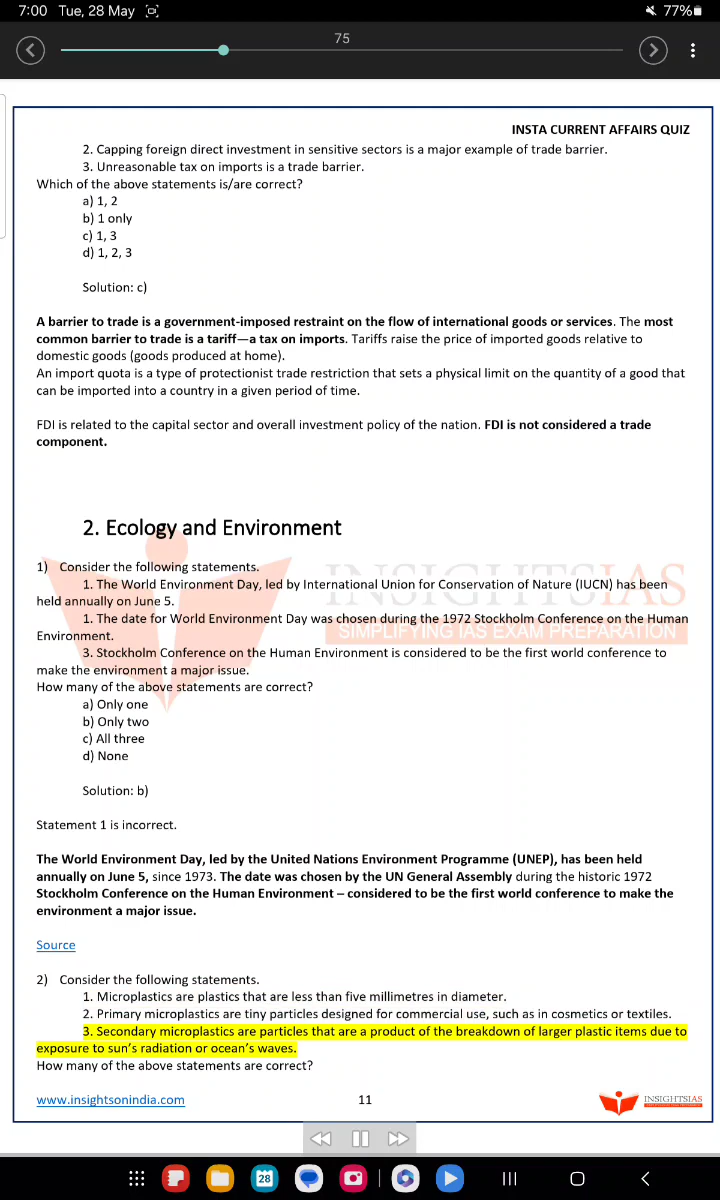 7:00 Tue, 28 May
77%
75
INSTA CURRENT AFFAIRS QUIZ
2. Capping foreign direct investment in sensitive sectors is a major example of trade barrier.
3. Unreasonable tax on imports is a trade barrier.
Which of the above statements is/are correct?
a) 1, 2
b) 1 only
c) 1, 3
d) 1, 2, 3
Solution: c)
A barrier to trade is a government-imposed restraint on the flow of international goods or services. The most
common barrier to trade is a tariff—a tax on imports. Tariffs raise the price of imported goods relative to
domestic goods (goods produced at home).
An import quota is a type of protectionist trade restriction that sets a physical limit on the quantity of a good that
can be imported into a country in a given period of time.
FDI is related to the capital sector and overall investment policy of the nation. FDI is not considered a trade
component.
2. Ecology and Environment
1) Consider the following statements.
1. The World Environment Day, led by International Union for Conservation of Nature (IUCN) has been
held annually on June 5.
1. The date for World Environment Day was chosen during the 1972 Stockholm Conference on the Human
Environment.
3. Stockholm Conference on the Human Environment is considered to be the first world conference to
make the environment a major issue.
How many of the above statements are correct?
a) Only one
b) Only two
c) All three
d) None
INSIGHTSIAS
SIMPLIFYING IAS EXAM PREPARATION
Solution: b)
Statement 1 is incorrect.
The World Environment Day, led by the United Nations Environment Programme (UNEP), has been held
annually on June 5, since 1973. The date was chosen by the UN General Assembly during the historic 1972
Stockholm Conference on the Human Environment – considered to be the first world conference to make the
environment a major issue.
Source
2) Consider the following statements.
1. Microplastics are plastics that are less than five millimetres in diameter.
2. Primary microplastics are tiny particles designed for commercial use, such as in cosmetics or textiles.
3. Secondary microplastics are particles that are a product of the breakdown of larger plastic items due to
exposure to sun's radiation or ocean's waves.
How many of the above statements are correct?
www.insightsonindia.com
11
INSIGHTSIAS
28